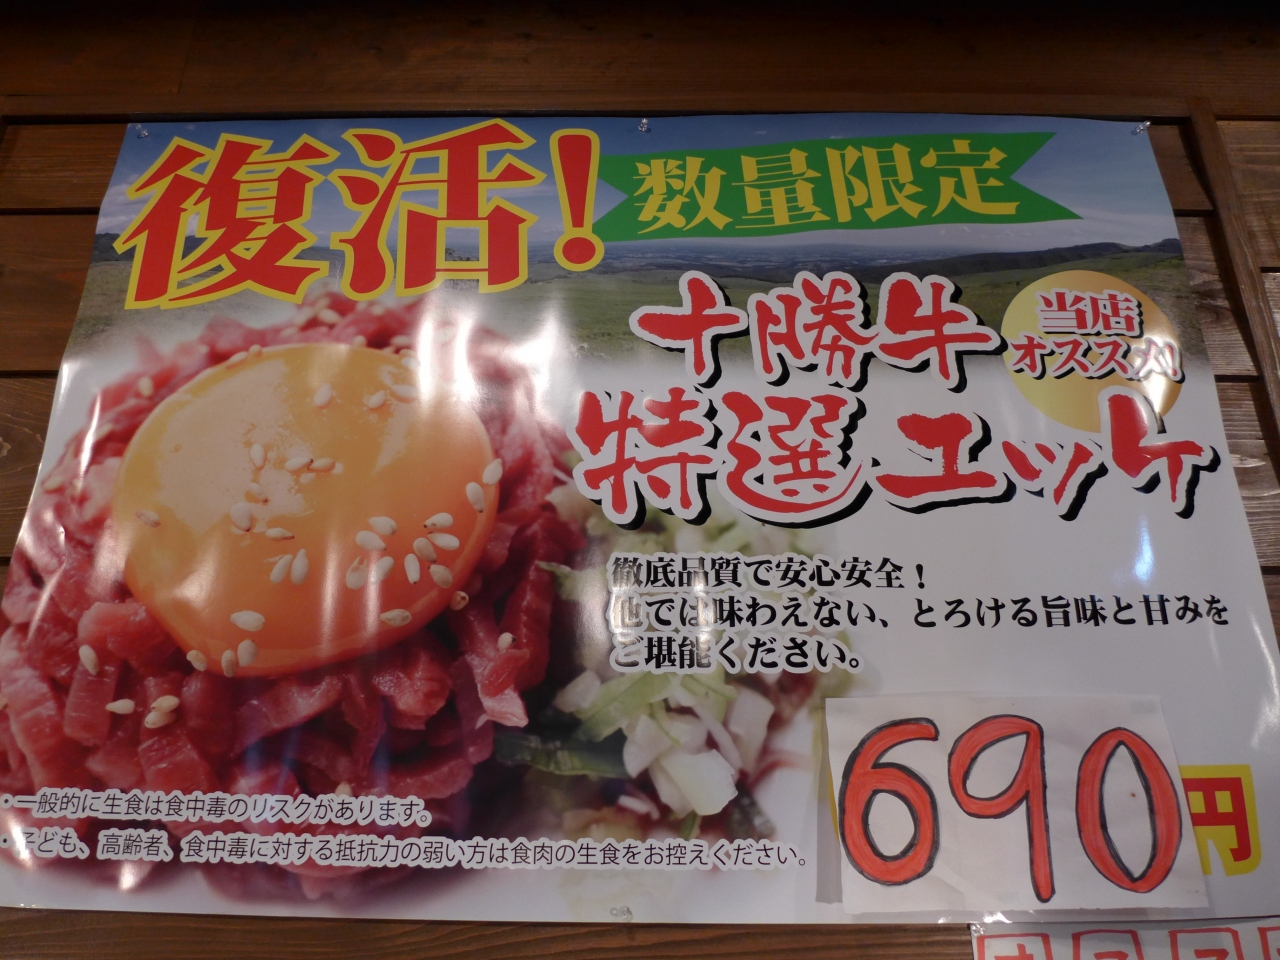 復活!
数量限定
十勝牛
特選ユッケ
当店
オススメ!
徹底品質で安心安全！
他では味わえない、とろける旨味と甘みを
ご堪能ください。
690円
・一般的に生食は食中毒のリスクがあります。
・子ども、高齢者、食中毒に対する抵抗力の弱い方は食肉の生食をお控えください。